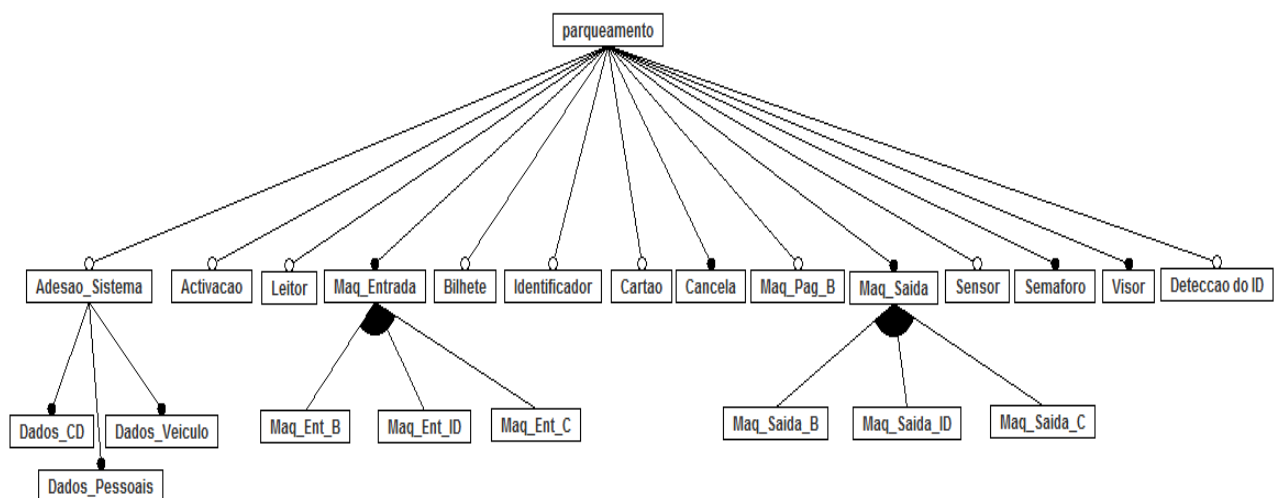 parqueamento
Adesao_Sistema
Activacao
Leitor
Maq_Entrada
Bilhete
Identificador
Cartao
Cancela
Maq_Pag_B
Maq_Saida
Sensor
Semaforo
Visor
Deteccao do ID
Dados_CD
Dados_Veiculo
Dados_Pessoais
Maq_Ent_B
Maq_Ent_ID
Maq_Ent_C
Maq_Saida_B
Maq_Saida_ID
Maq_Saida_C